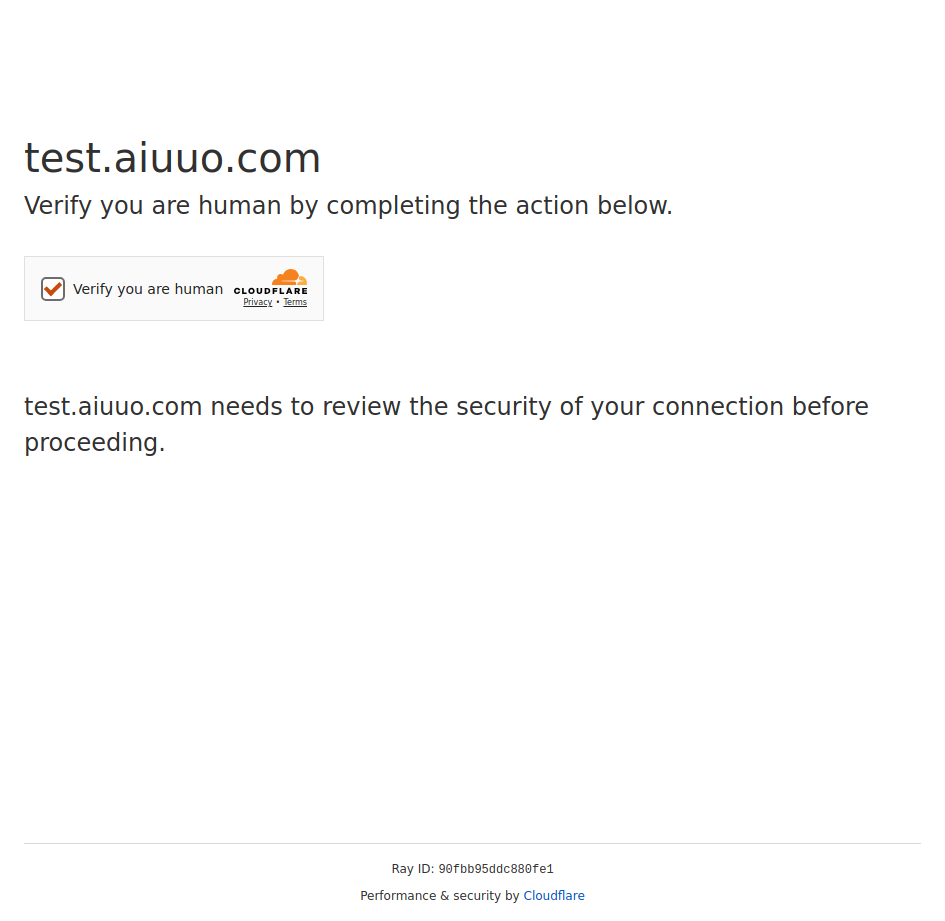 test.aiuuo.com
Verify you are human by completing the action below.
Verify you are human
CLOUDFLARE
Privacy • Terms
test.aiuuo.com needs to review the security of your connection before
proceeding.
Ray ID: 90fbb95ddc880fe1
Performance & security by Cloudflare